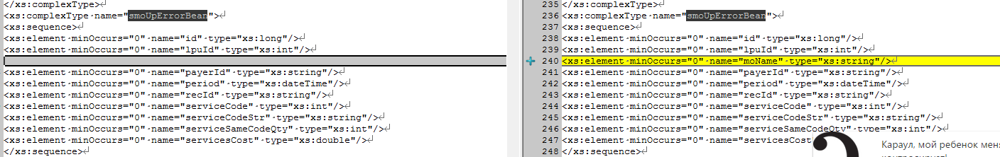 </xs:complexType>
<xs:complexType name="smoUpErrorBean">
<xs:sequence>
<xs:element minOccurs="0" name="id" type="xs:long"/>
<xs:element minOccurs="0" name="lpuId" type="xs:int"/>
<xs:element minOccurs="0" name="payerId" type="xs:string"/>
<xs:element minOccurs="0" name="period" type="xs:dateTime"/>
<xs:element minOccurs="0" name="recId" type="xs:string"/>
<xs:element minOccurs="0" name="serviceCode" type="xs:int"/>
<xs:element minOccurs="0" name="serviceCodeStr" type="xs:string"/>
<xs:element minOccurs="0" name="serviceSameCodeQty" type="xs:int"/>
<xs:element minOccurs="0" name="servicesCost" type="xs:double"/>
</xs:sequence>
235 </xs:complexType>
236 <xs:complexType name="smoUpErrorBean">
237 <xs:sequence>
238 <xs:element minOccurs="0" name="id" type="xs:long"/>
239 <xs:element minOccurs="0" name="lpuId" type="xs:int"/>
240 <xs:element minOccurs="0" name="moName" type="xs:string"/>
241 <xs:element minOccurs="0" name="payerId" type="xs:string"/>
242 <xs:element minOccurs="0" name="period" type="xs:dateTime"/>
243 <xs:element minOccurs="0" name="recId" type="xs:string"/>
244 <xs:element minOccurs="0" name="serviceCode" type="xs:int"/>
245 <xs:element minOccurs="0" name="serviceCodeStr" type="xs:string"/>
246 <xs:element minOccurs="0" name="serviceSameCodeQty" type="xs:int"/>
247 <xs:element minOccurs="0" name="servicesCost
248 </xs:sequence>
Караул, мой ребенок меня